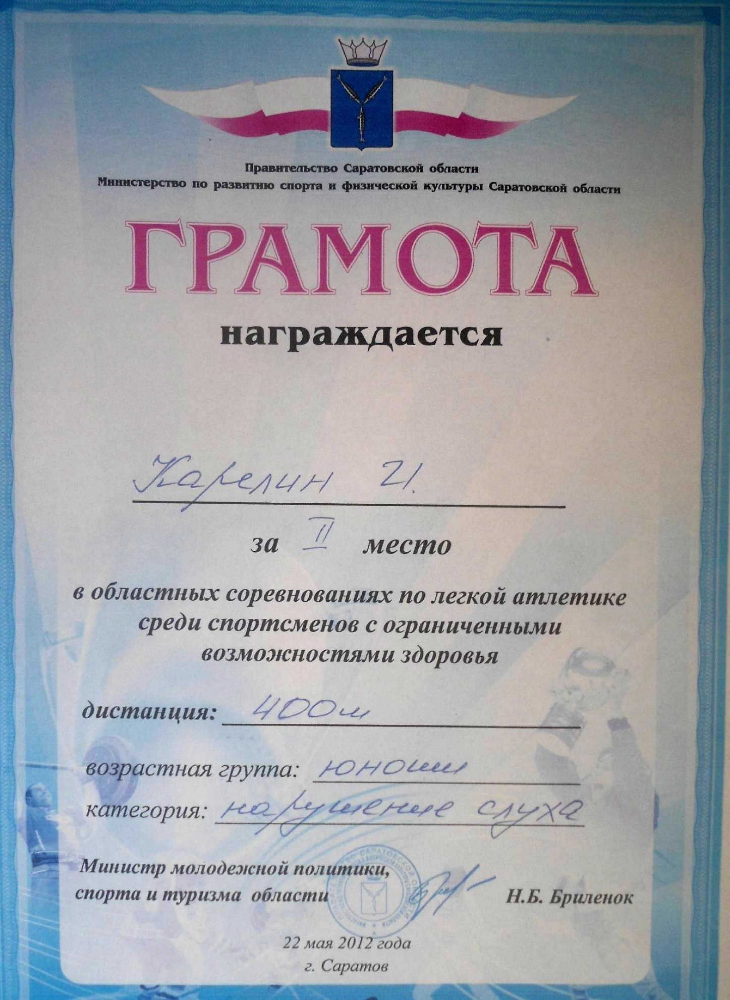 Правительство Саратовской области
Министерство по развитию спорта и физической культуры Саратовской области
ГРАМОТА
награждается
Карелин И.
за II место
в областных соревнованиях по легкой атлетике
среди спортсменов с ограниченными
возможностями здоровья
дистанция: 400м
возрастная группа: юноши
категория: нарушение слуха
Министр молодежной политики,
спорта и туризма области Н.Б. Бриленок
22 мая 2012 года
г. Саратов